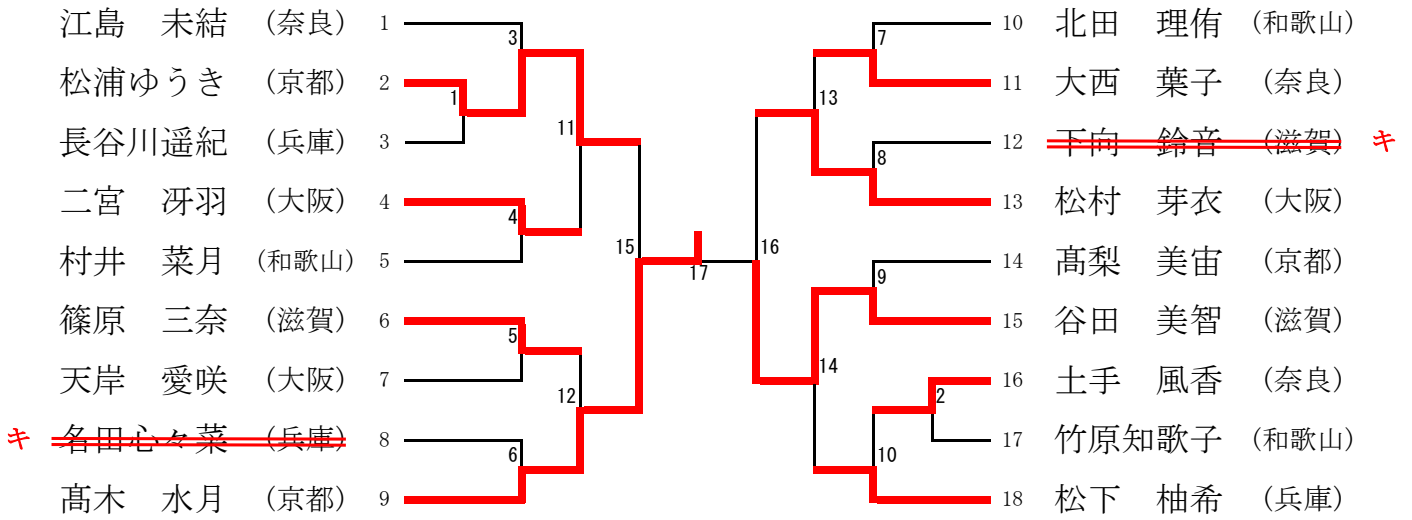 江島　未結 (奈良) 1
松浦ゆうき (京都) 2
長谷川遥紀 (兵庫) 3
二宮　冴羽 (大阪) 4
村井　菜月 (和歌山) 5
篠原　三奈 (滋賀) 6
天岸　愛咲 (大阪) 7
キ 名田心々菜 (兵庫) 8
髙木　水月 (京都) 9
3
1
11
4
15
5
12
6
17
7
13
8
16
9
14
2
10
10 北田　理侑 (和歌山)
11 大西　葉子 (奈良)
12 下向　鈴音 (滋賀) キ
13 松村　芽衣 (大阪)
14 髙梨　美宙 (京都)
15 谷田　美智 (滋賀)
16 土手　風香 (奈良)
17 竹原知歌子 (和歌山)
18 松下　柚希 (兵庫)